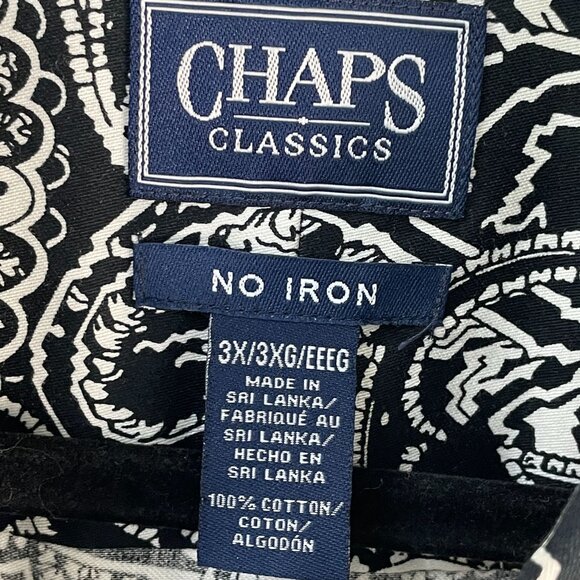 CHAPS
CLASSICS
NO IRON
3X/3XG/EEEG
MADE IN
SRI LANKA/
FABRIQUÉ AU
SRI LANKA/
HECHO EN
SRI LANKA
100% COTTON/
COTON/
ALGODÓN